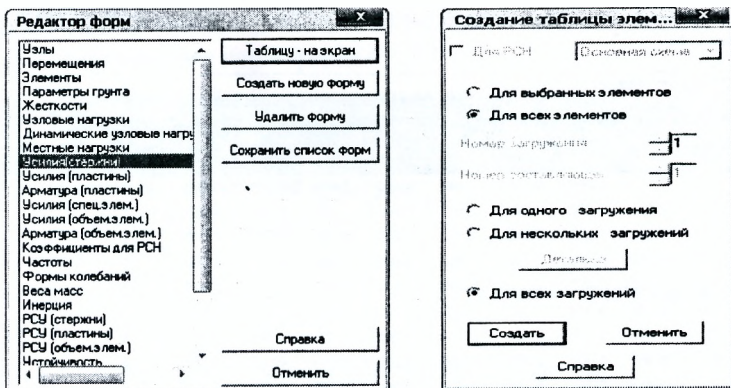 Редактор форм
Узлы
Перемещения
Элементы
Параметры грунта
Жесткости
Узловые нагрузки
Динамические узловые нагру
Местные нагрузки
Усилия(стержни)
Усилия (пластины)
Арматура (пластины)
Усилия (спец.элем.)
Усилия (объем.элем.)
Арматура (объем.элем.)
Коэффициенты для РСН
Частоты
Формы колебаний
Веса масс
Инерция
РСУ (стержни)
РСУ (пластины)
РСУ (объем.элем.)
Устойчивость
Таблицу - на экран
Создать новую форму
Удалить форму
Сохранить список форм
Справка
Отменить
Создание таблицы элем...
Для РСН
Основная схема
Для выбранных элементов
Для всех элементов
Номер загружения
1
Номер составляющей
1
Для одного загружения
Для нескольких загружений
Для всех загружений
Создать
Отменить
Справка